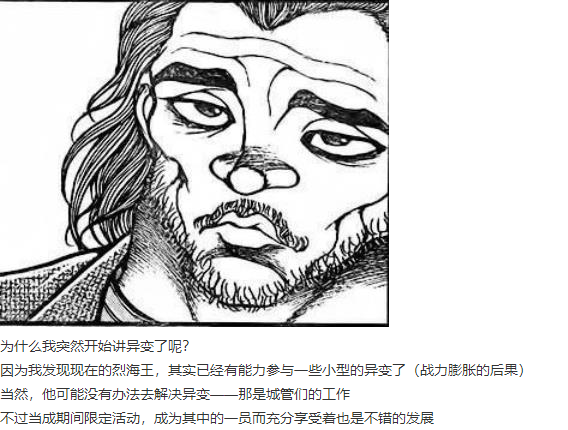 为什么我突然开始讲异变了呢?
因为我发现现在的烈海王，其实已经有能力参与一些小型的异变了（战力膨胀的后果）
当然，他可能没有办法去解决异变——那是城管们的工作
不过当成期间限定活动，成为其中的一员而充分享受着也是不错的发展